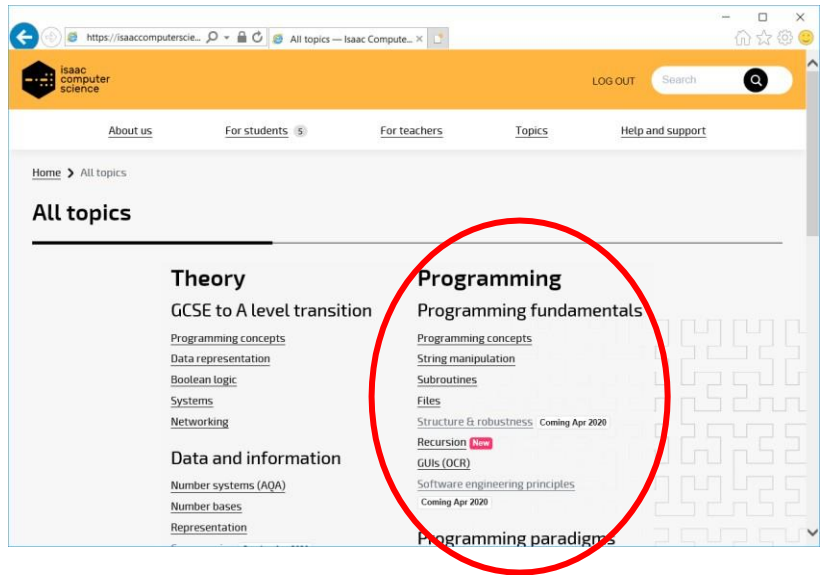 https://isaaccomputerscie...
All topics — Isaac Compute...
isaac
computer
science
LOG OUT
Search
About us
For students 5
For teachers
Topics
Help and support
Home > All topics
All topics
Theory
GCSE to A level transition
Programming concepts
Data representation
Boolean logic
Systems
Networking
Data and information
Number systems (AQA)
Number bases
Representation
Programming
Programming fundamentals
Programming concepts
String manipulation
Subroutines
Files
Structure & robustness Coming Apr 2020
Recursion New
GUIs (OCR)
Software engineering principles
Coming Apr 2020
Programming paradigms